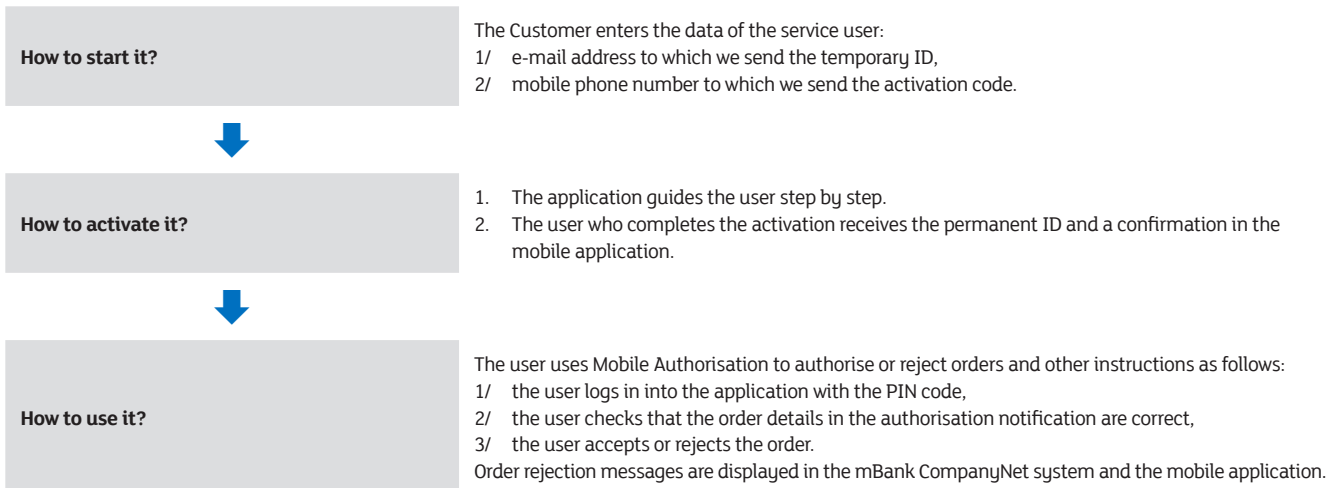 How to start it?
The Customer enters the data of the service user:
1/ e-mail address to which we send the temporary ID,
2/ mobile phone number to which we send the activation code.
How to activate it?
1. The application guides the user step by step.
2. The user who completes the activation receives the permanent ID and a confirmation in the
mobile application.
How to use it?
The user uses Mobile Authorisation to authorise or reject orders and other instructions as follows:
1/ the user logs in into the application with the PIN code,
2/ the user checks that the order details in the authorisation notification are correct,
3/ the user accepts or rejects the order.
Order rejection messages are displayed in the mBank CompanyNet system and the mobile application.